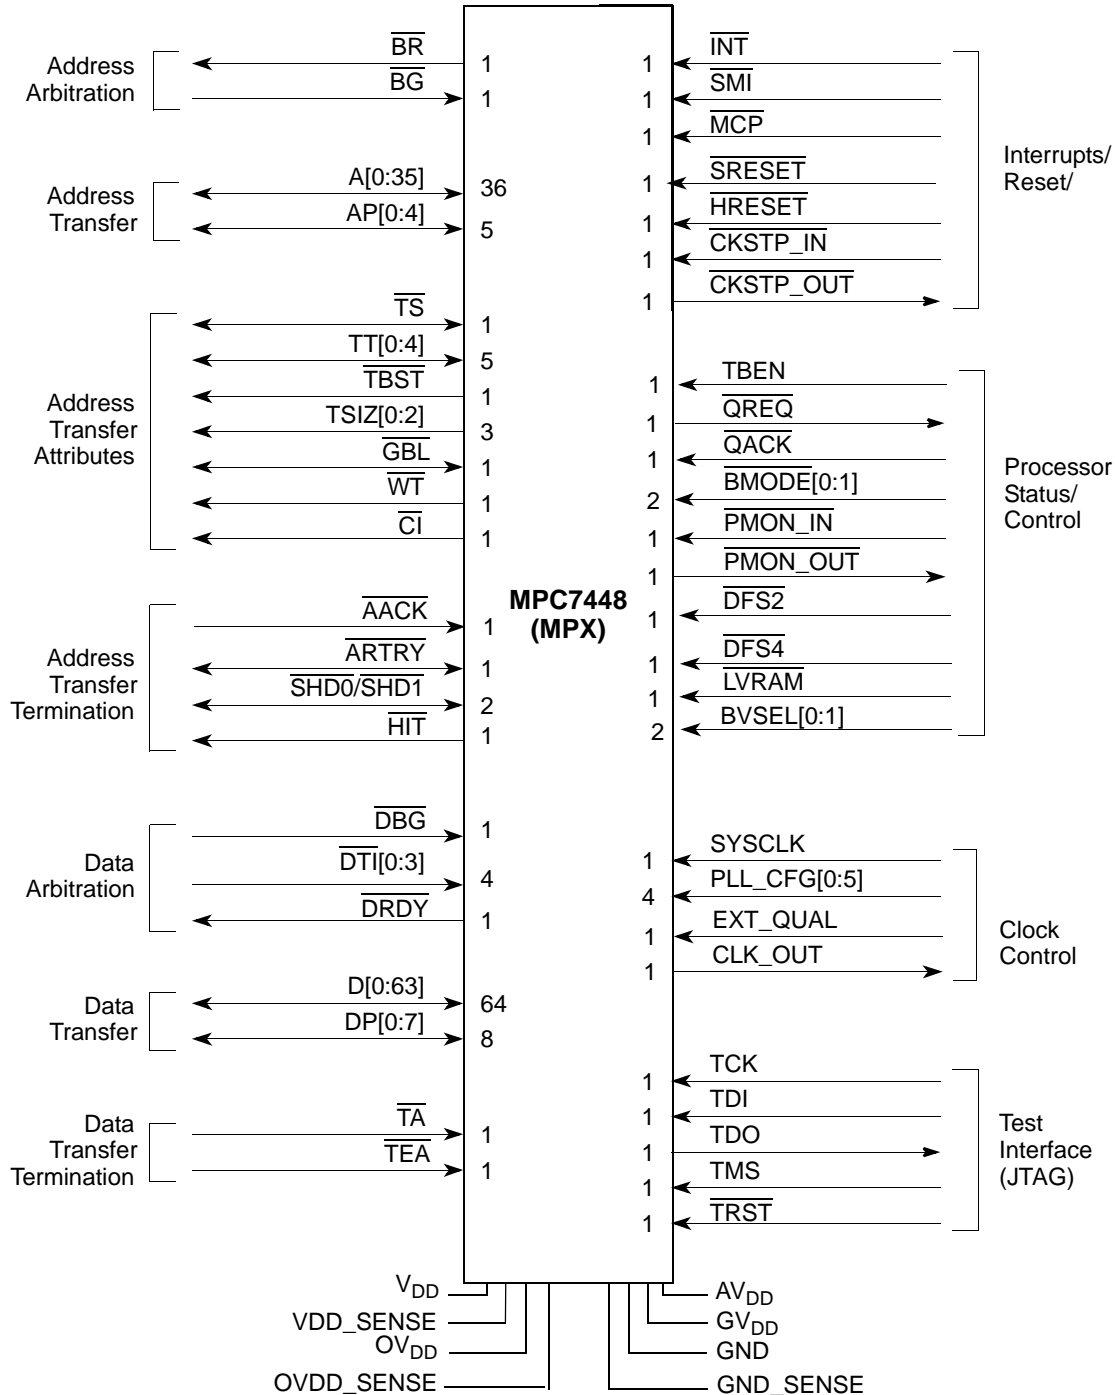 Address
Arbitration
BR
1
BG
1
Address
Transfer
A[0:35]
36
AP[0:4]
5
Address
Transfer
Attributes
TS
1
TT[0:4]
5
TBST
1
TSIZ[0:2]
3
GBL
1
WT
1
CI
1
Address
Transfer
Termination
AACK
1
ARTRY
1
SHD0/SHD1
2
HIT
1
Data
Arbitration
DBG
1
DTI[0:3]
4
DRDY
1
Data
Transfer
D[0:63]
64
DP[0:7]
8
Data
Transfer
Termination
TA
1
TEA
1
MPC7448
(MPX)
1
INT
1
SMI
1
MCP
1
SRESET
1
HRESET
1
CKSTP_IN
1
CKSTP_OUT
Interrupts/
Reset/
1
TBEN
1
QREQ
1
QACK
2
BMODE[0:1]
1
PMON_IN
1
PMON_OUT
1
DFS2
1
DFS4
1
LVRAM
2
BVSEL[0:1]
Processor
Status/
Control
1
SYSCLK
4
PLL_CFG[0:5]
1
EXT_QUAL
1
CLK_OUT
Clock
Control
1
TCK
1
TDI
1
TDO
1
TMS
1
TRST
Test
Interface
(JTAG)
VDD
VDD_SENSE
OVDD
OVDD_SENSE
AVDD
GVDD
GND
GND_SENSE